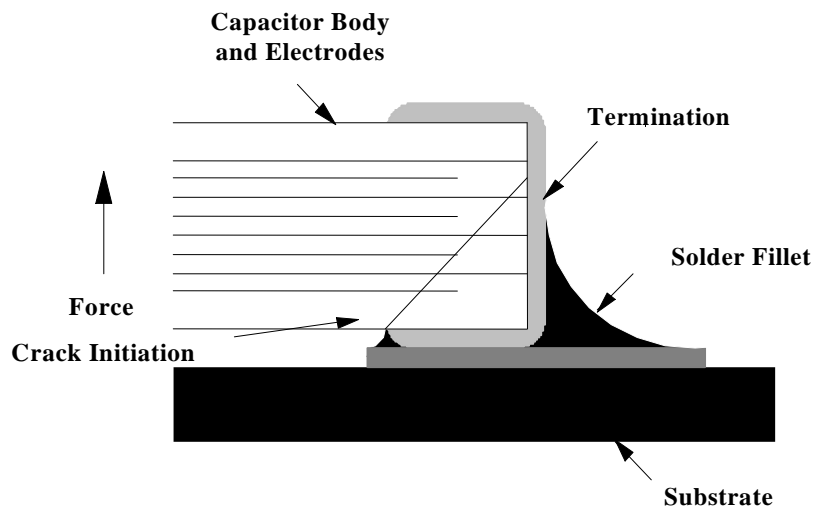 Capacitor Body
and Electrodes
Termination
Solder Fillet
Force
Crack Initiation
Substrate